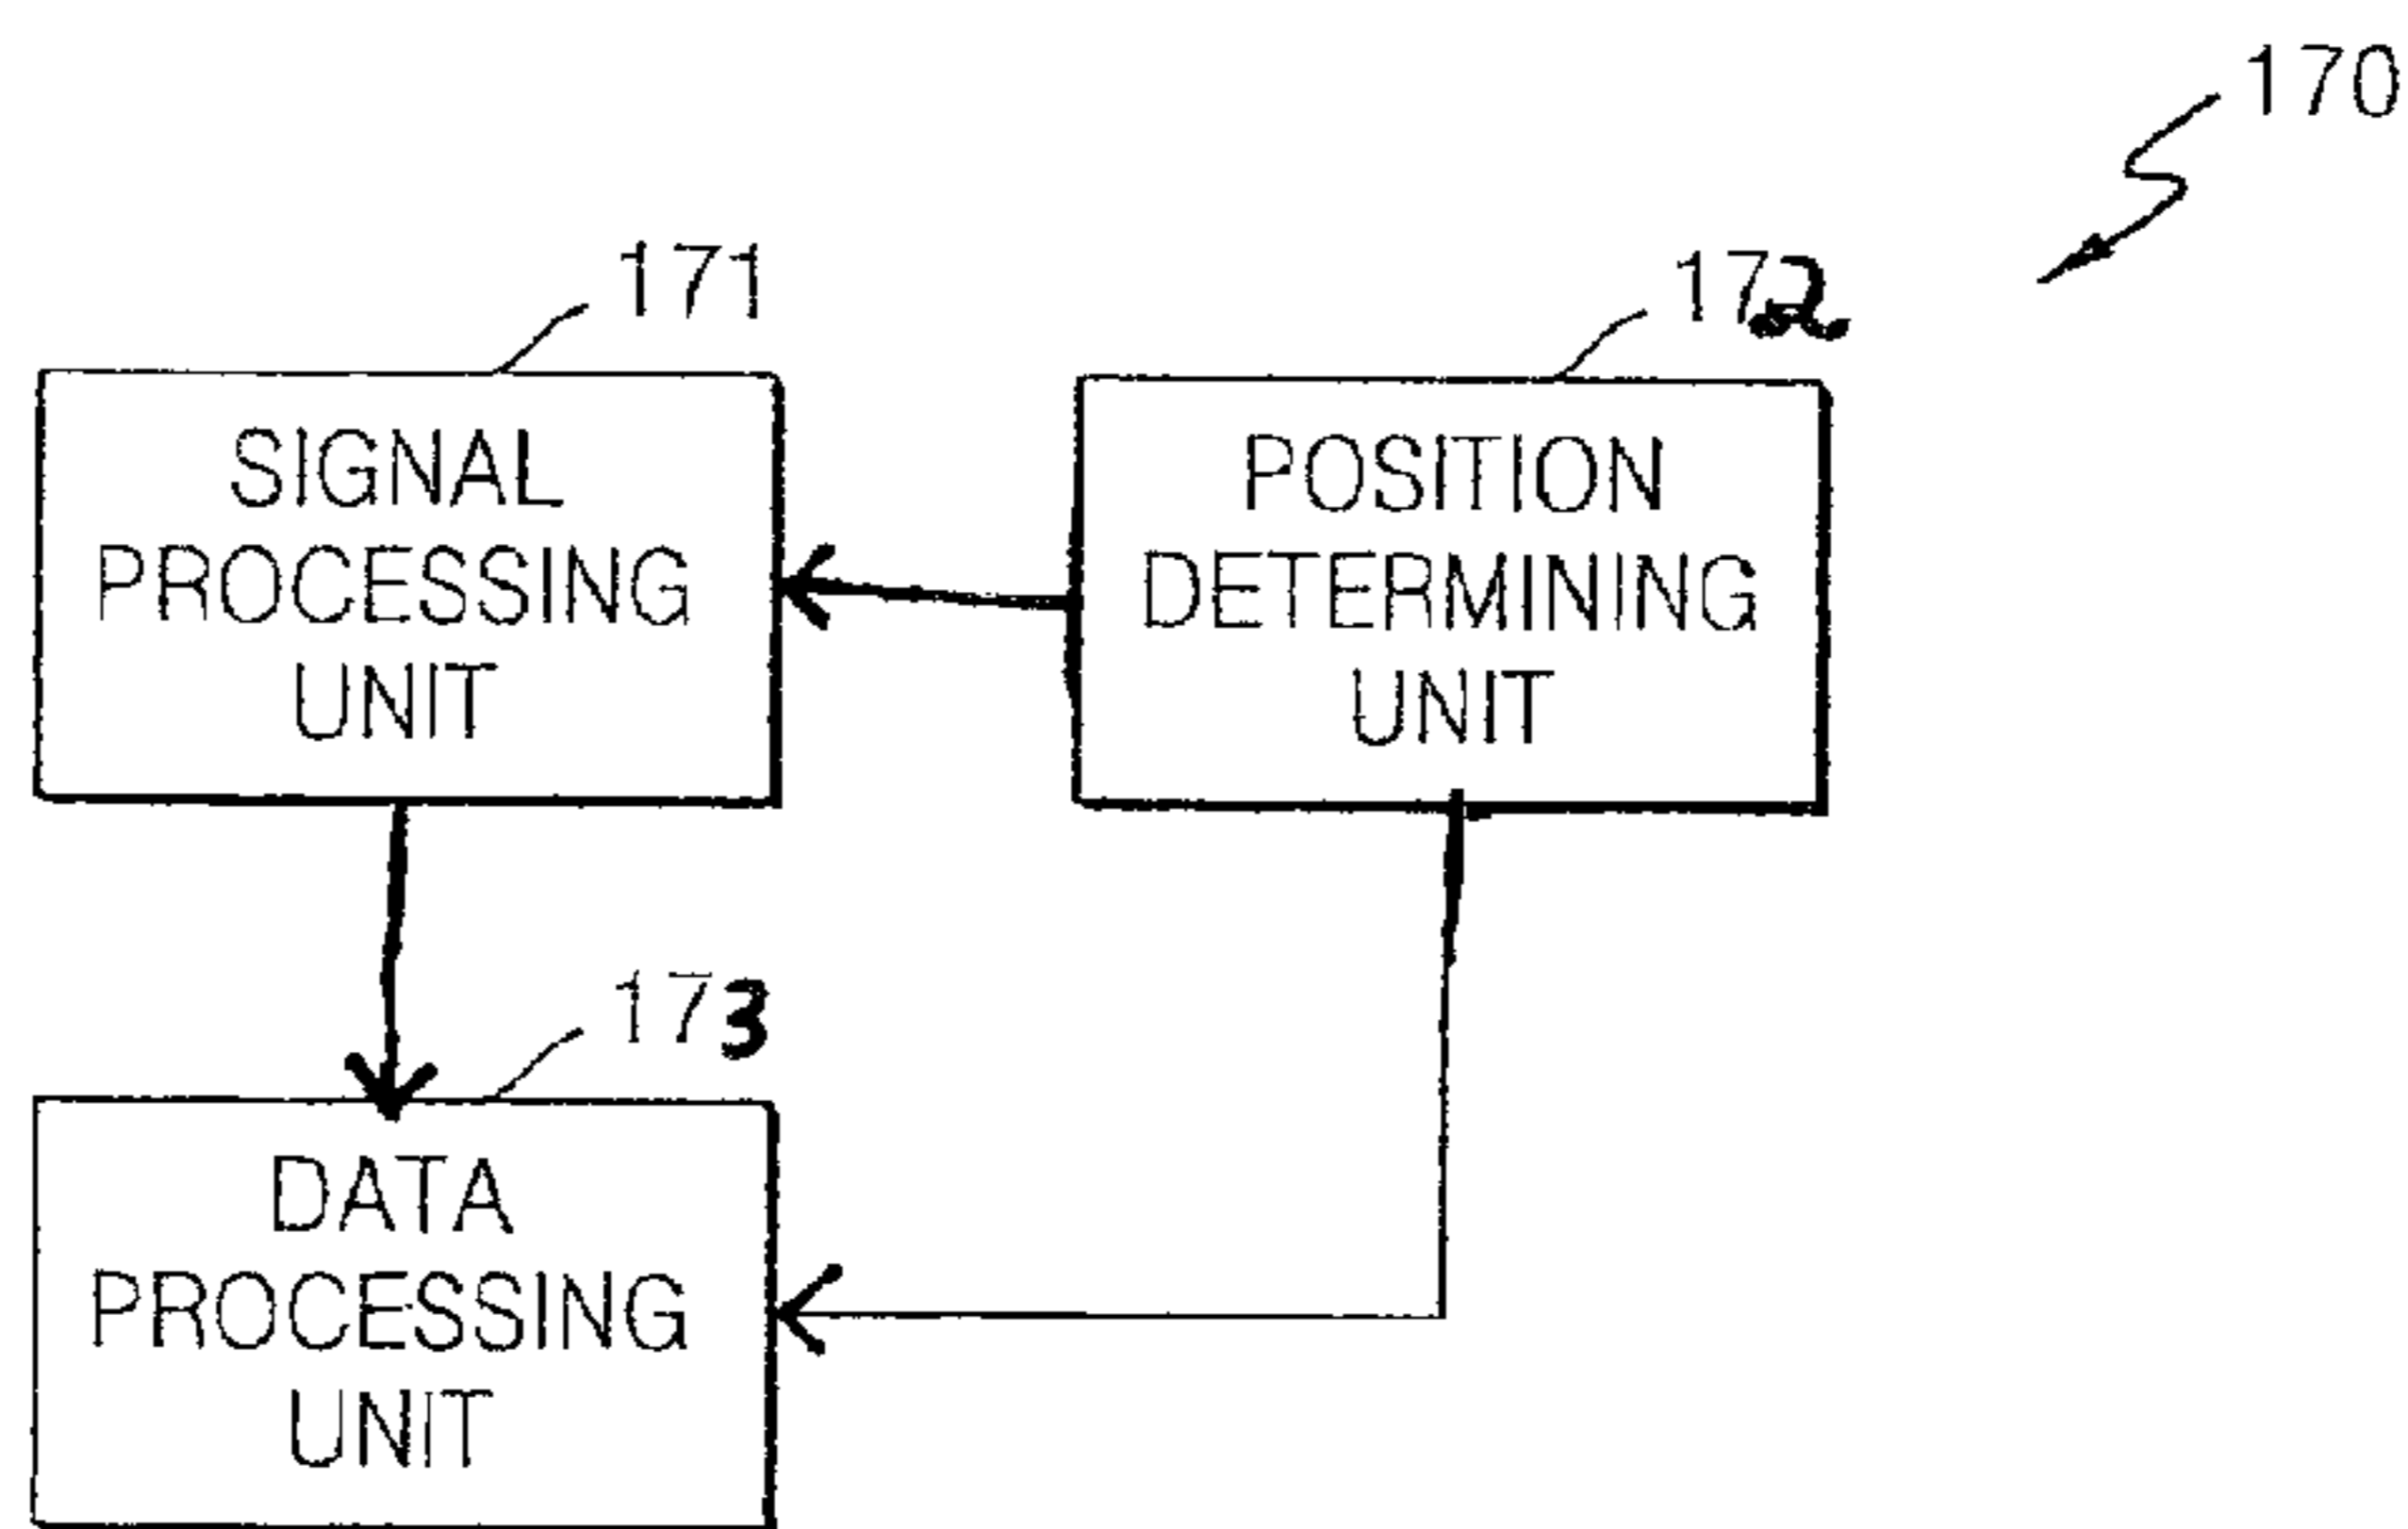 170
171
172
SIGNAL
PROCESSING
UNIT
POSITION
DETERMINING
UNIT
173
DATA
PROCESSING
UNIT